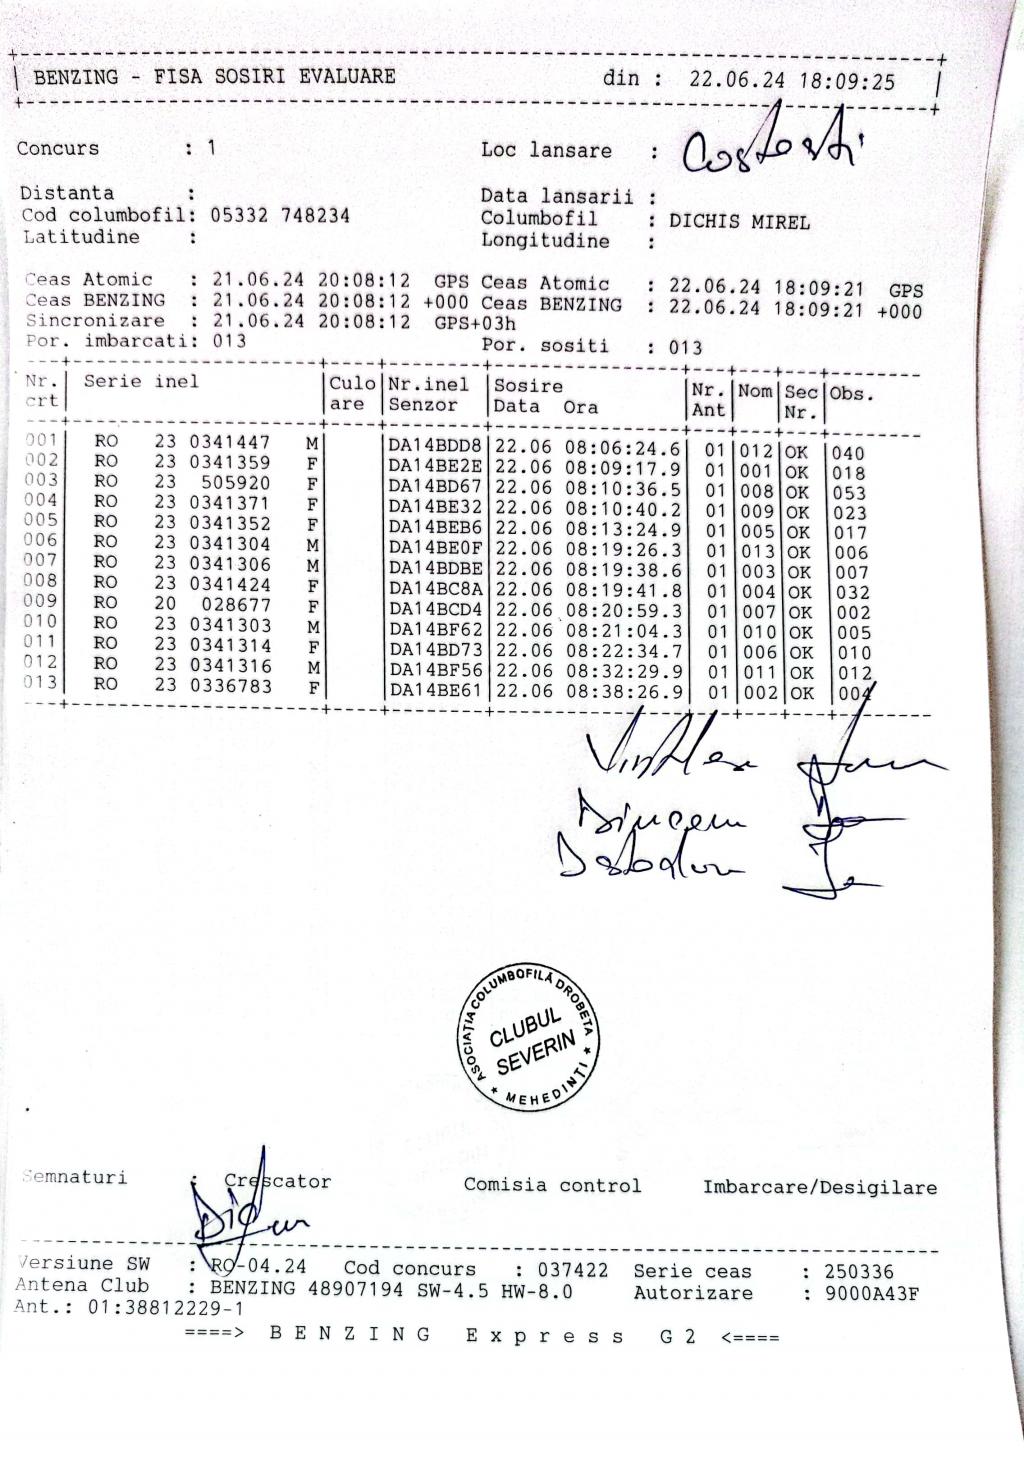 BENZING - FISA SOSIRI EVALUARE din : 22.06.24 18:09:25
Concurs : 1 Loc lansare : Costesti
Distanta : Data lansarii :
Cod columbofil: 05332 748234 Columbofil : DICHIS MIREL
Latitudine : Longitudine :
Ceas Atomic : 21.06.24 20:08:12 GPS Ceas Atomic : 22.06.24 18:09:21 GPS
Ceas BENZING : 21.06.24 20:08:12 +000 Ceas BENZING : 22.06.24 18:09:21 +000
Sincronizare : 21.06.24 20:08:12 GPS+03h
Por. imbarcati: 013 Por. sositi : 013
Nr. Serie inel Culo Nr.inel Sosire Nr. Nom Sec Obs.
crt are Senzor Data Ora Ant Nr.
001 RO 23 0341447 M DA14BDD8 22.06 08:06:24.6 01 012 OK 040
002 RO 23 0341359 F DA14BE2E 22.06 08:09:17.9 01 001 OK 018
003 RO 23 505920 F DA14BD67 22.06 08:10:36.5 01 008 OK 053
004 RO 23 0341371 F DA14BE32 22.06 08:10:40.2 01 009 OK 023
005 RO 23 0341352 F DA14BEB6 22.06 08:13:24.9 01 005 OK 017
006 RO 23 0341304 M DA14BE0F 22.06 08:19:26.3 01 013 OK 006
007 RO 23 0341306 M DA14BDBE 22.06 08:19:38.6 01 003 OK 007
008 RO 23 0341424 F DA14BC8A 22.06 08:19:41.8 01 004 OK 032
009 RO 20 028677 F DA14BCD4 22.06 08:20:59.3 01 007 OK 002
010 RO 23 0341303 M DA14BF62 22.06 08:21:04.3 01 010 OK 005
011 RO 23 0341314 F DA14BD73 22.06 08:22:34.7 01 006 OK 010
012 RO 23 0341316 M DA14BF56 22.06 08:32:29.9 01 011 OK 012
013 RO 23 0336783 F DA14BE61 22.06 08:38:26.9 01 002 OK 004
ASOCIAȚIA COLUMBOFILĂ DROBETA
CLUBUL
SEVERIN
* MEHEDINȚI *
Semnaturi : Crescator Comisia control Imbarcare/Desigilare
Versiune SW : RO-04.24 Cod concurs : 037422 Serie ceas : 250336
Antena Club : BENZING 48907194 SW-4.5 HW-8.0 Autorizare : 9000A43F
Ant.: 01:38812229-1
====> B E N Z I N G E x p r e s s G 2 <====